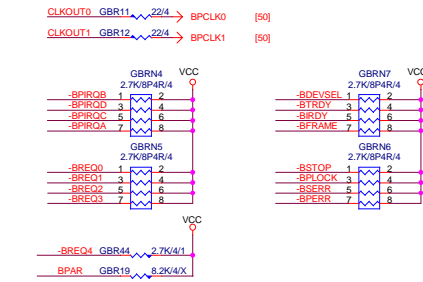 CLKOUT0 GBR11 22/4 BPCLK0 [50]
CLKOUT1 GBR12 22/4 BPCLK1 [50]
GBRN4 VCC
2.7K/8P4R/4
-BPIRQB 1 2
-BPIRQD 3 4
-BPIRQC 5 6
-BPIRQA 7 8
GBRN5
2.7K/8P4R/4
-BREQ0 1 2
-BREQ1 3 4
-BREQ2 5 6
-BREQ3 7 8
VCC
-BREQ4 GBR44 2.7K/4/1
BPAR GBR19 8.2K/4/X
GBRN7 VCC
2.7K/8P4R/4
-BDEVSEL 1 2
-BTRDY 3 4
-BIRDY 5 6
-BFRAME 7 8
GBRN6
2.7K/8P4R/4
-BSTOP 1 2
-BPLOCK 3 4
-BSERR 5 6
-BPERR 7 8